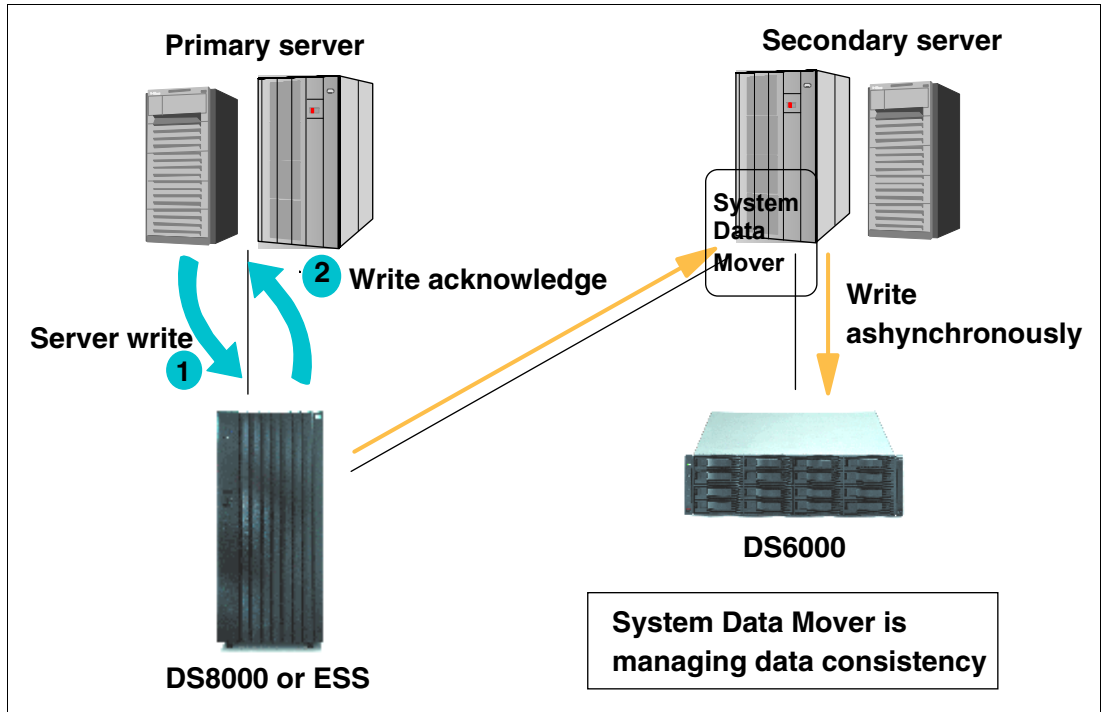 Primary server
Secondary server
System
Data
Mover
2
Write acknowledge
Server write
1
Write
ashynchronously
DS8000 or ESS
DS6000
System Data Mover is
managing data consistency